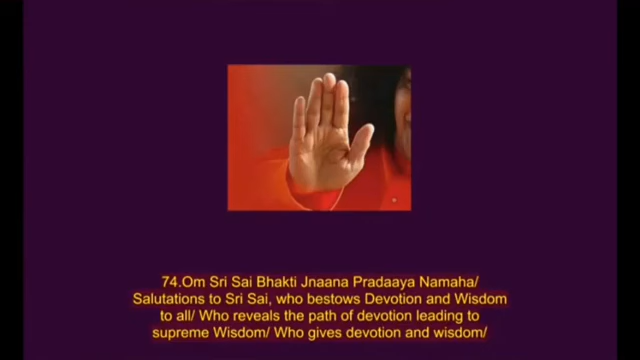 74.Om Sri Sai Bhakti Jnaana Pradaaya Namaha/
Salutations to Sri Sai, who bestows Devotion and Wisdom
to all/ Who reveals the path of devotion leading to
supreme Wisdom/ Who gives devotion and wisdom/